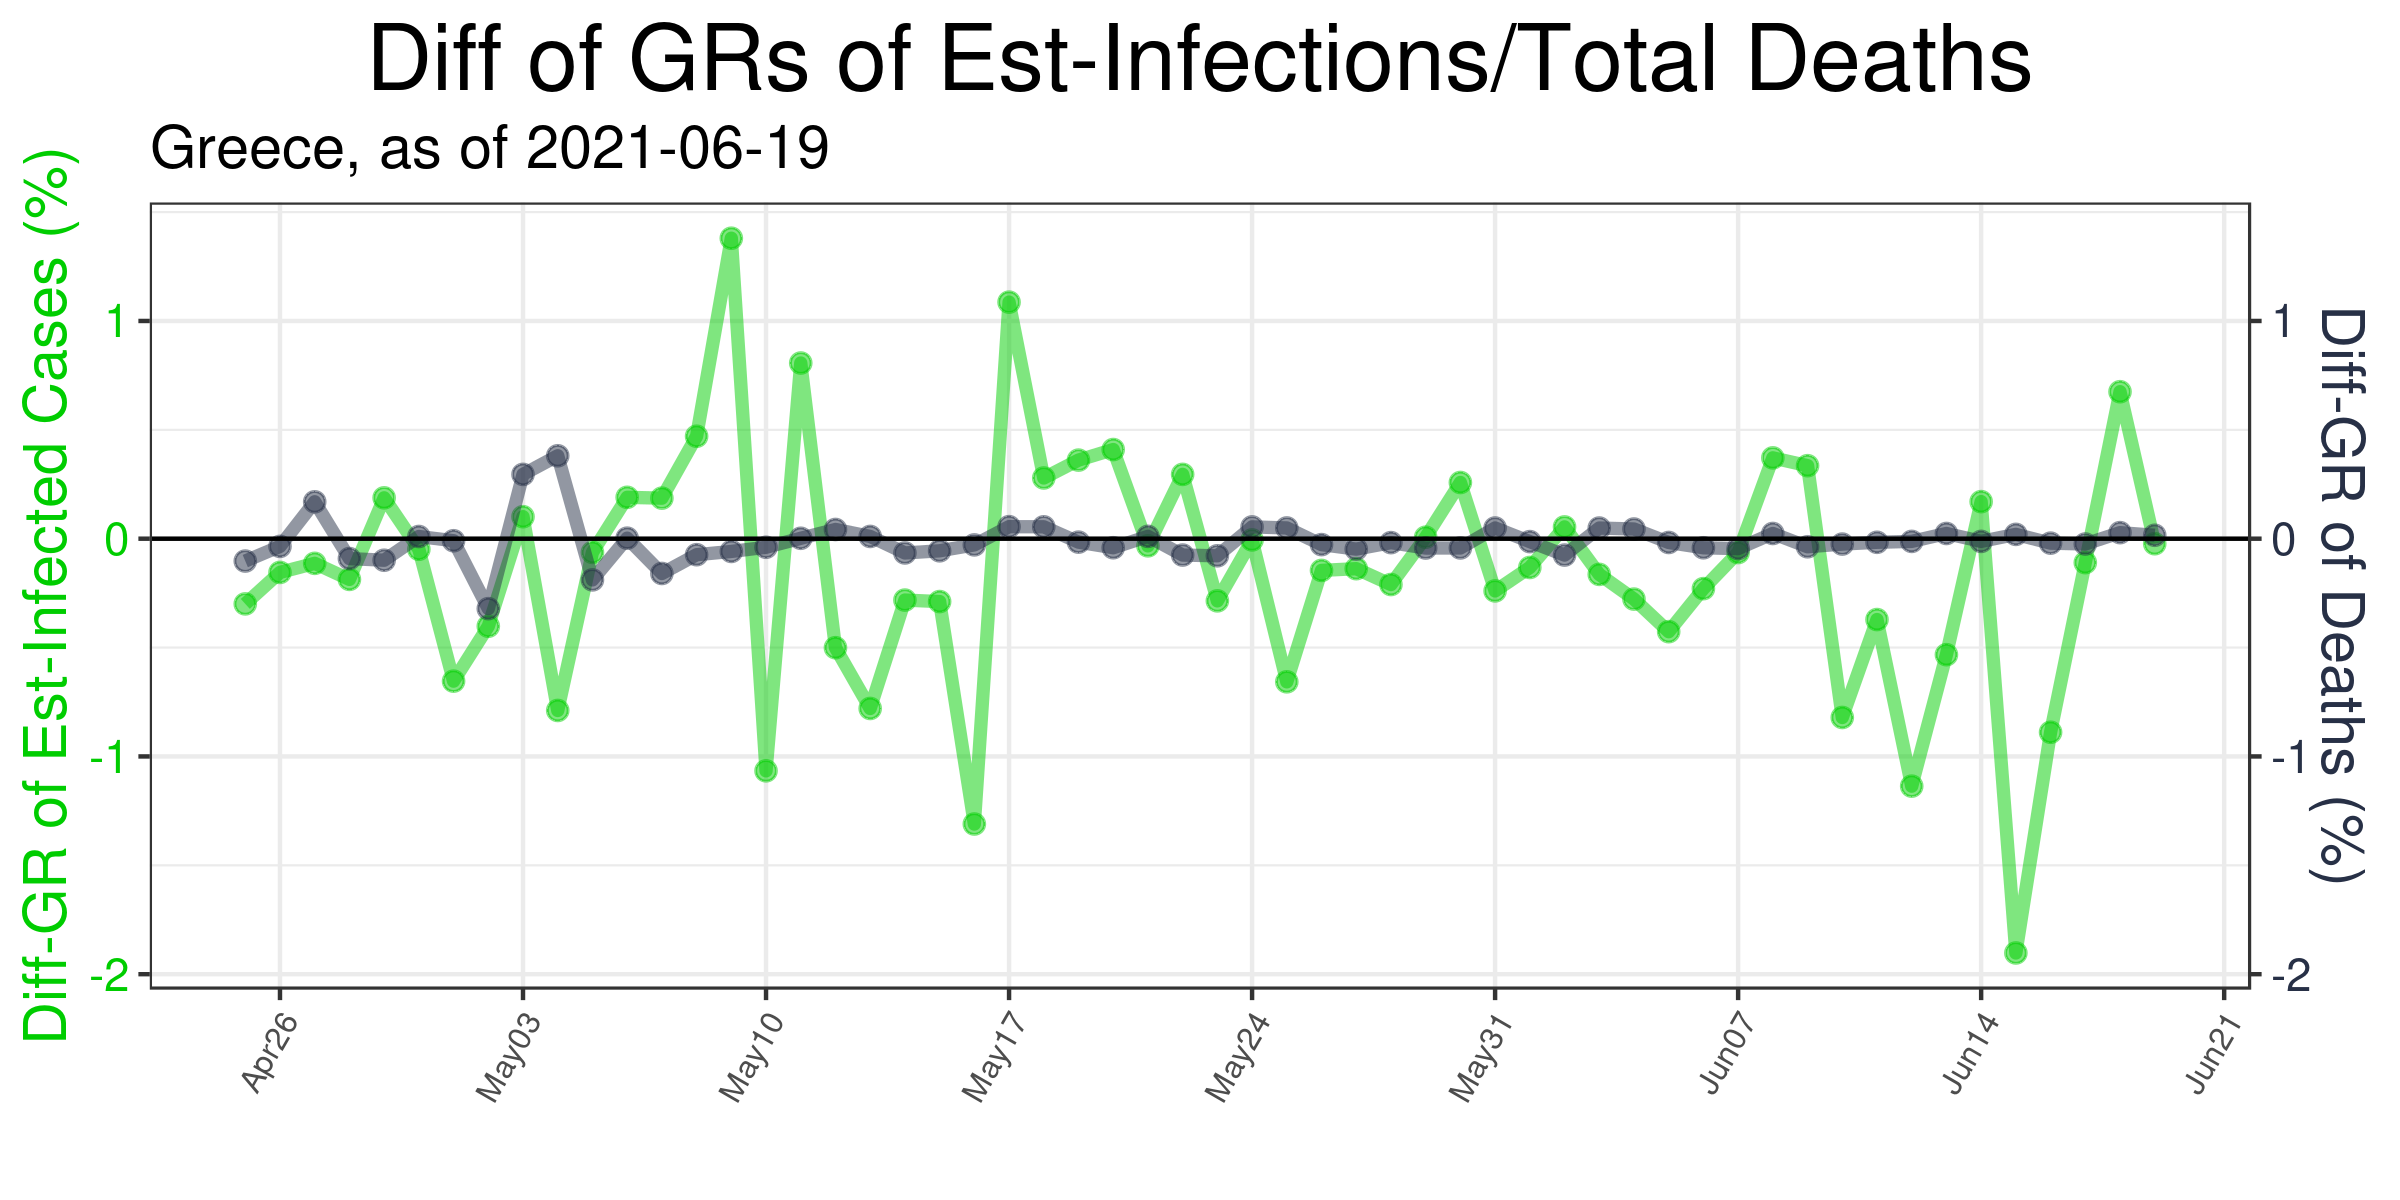 Diff of GRs of Est-Infections/Total Deaths
Greece, as of 2021-06-19
Diff-GR of Est-Infected Cases (%)
1
0
-1
-2
1
0
-1
-2
Diff-GR of Deaths (%)
Apr26
May03
May10
May17
May24
May31
Jun07
Jun14
Jun21